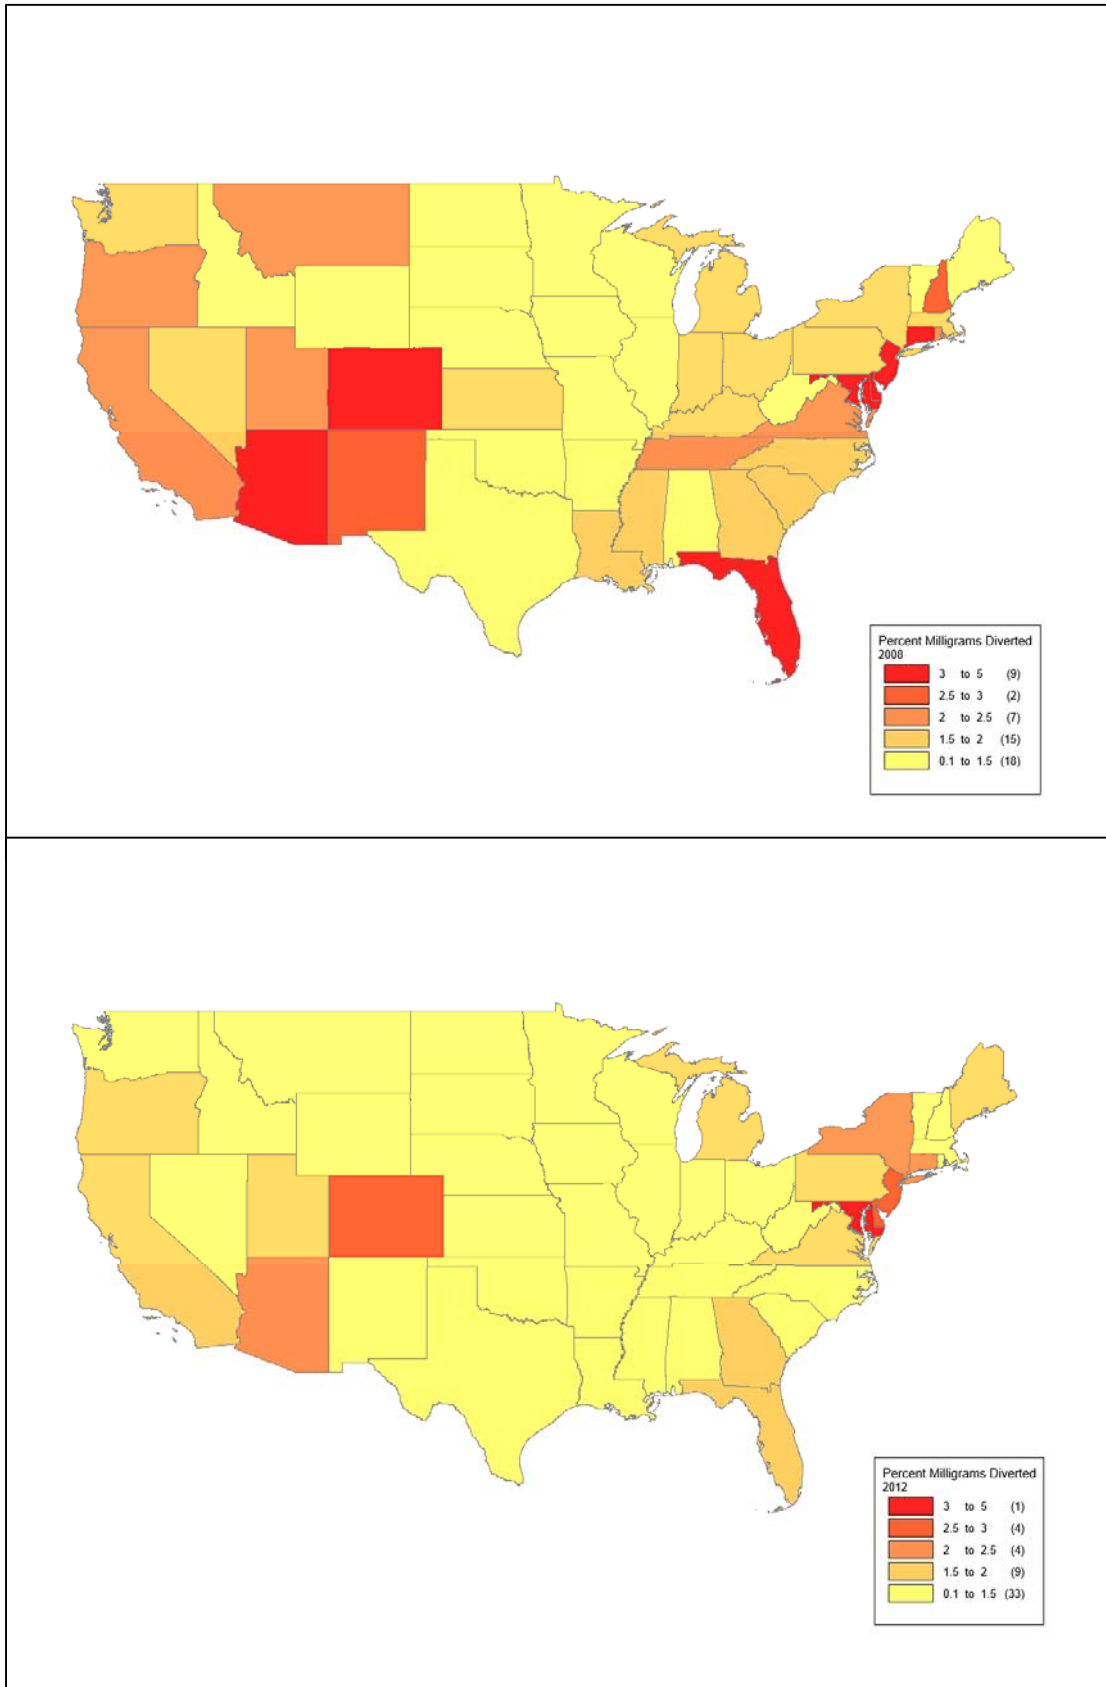 Percent Milligrams Diverted
2008
3 to 5 (9)
2.5 to 3 (2)
2 to 2.5 (7)
1.5 to 2 (15)
0.1 to 1.5 (18)
Percent Milligrams Diverted
2012
3 to 5 (1)
2.5 to 3 (4)
2 to 2.5 (4)
1.5 to 2 (9)
0.1 to 1.5 (33)